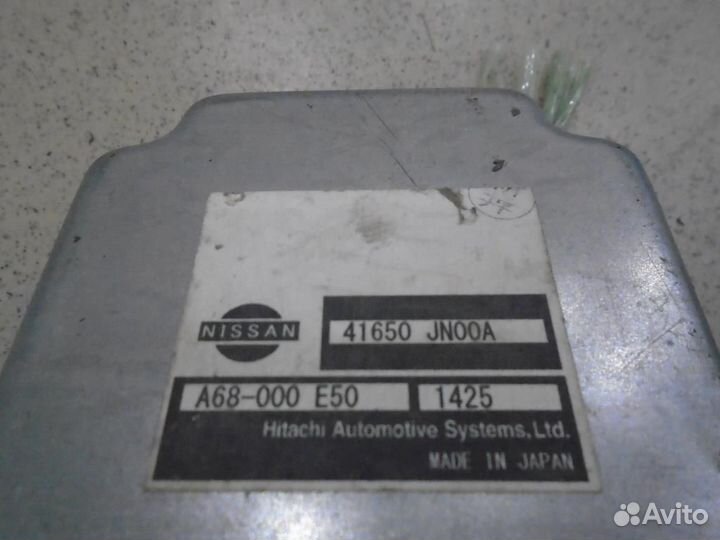 NISSAN
41650 JN00A
A68-000 E50
1425
Hitachi Automotive Systems,Ltd.
MADE IN JAPAN
Avito